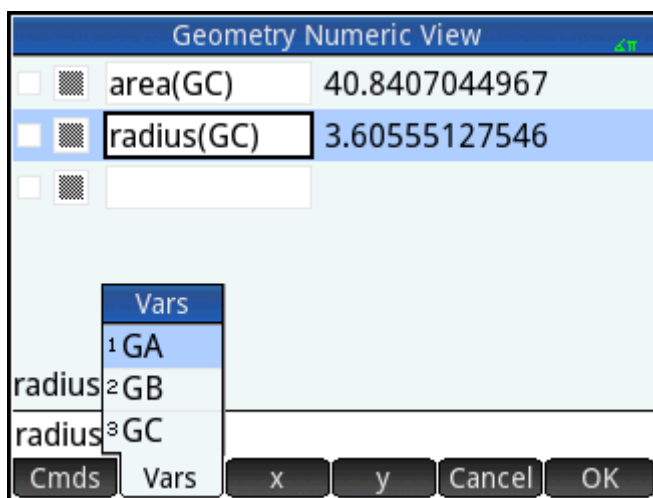 Geometry Numeric View
∡π
area(GC) 40.8407044967
radius(GC) 3.60555127546
Vars
1 GA
radius 2 GB
radius 3 GC
Cmds Vars x y Cancel OK